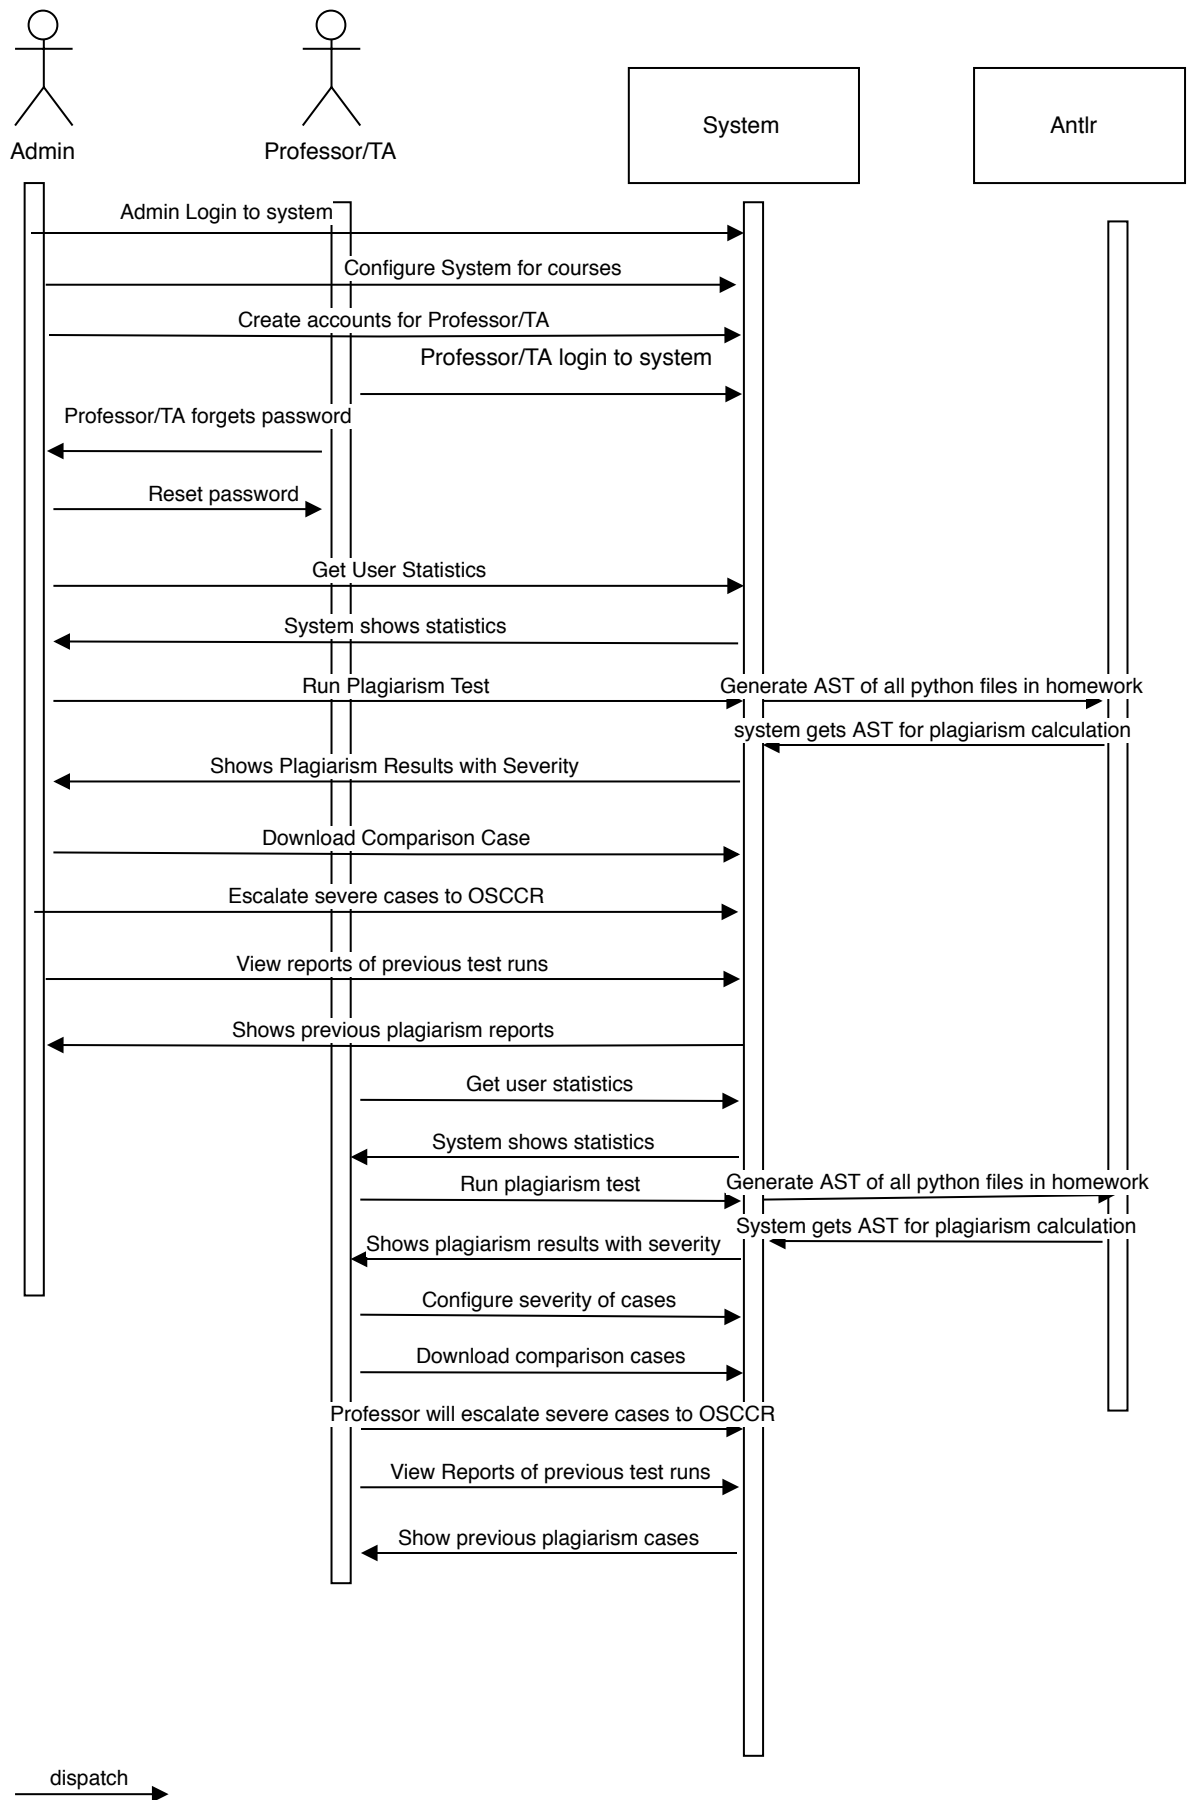 Admin
Professor/TA
System
Antlr
Admin Login to system
Configure System for courses
Create accounts for Professor/TA
Professor/TA login to system
Professor/TA forgets password
Reset password
Get User Statistics
System shows statistics
Run Plagiarism Test
Generate AST of all python files in homework
system gets AST for plagiarism calculation
Shows Plagiarism Results with Severity
Download Comparison Case
Escalate severe cases to OSCCR
View reports of previous test runs
Shows previous plagiarism reports
Get user statistics
System shows statistics
Run plagiarism test
Generate AST of all python files in homework
System gets AST for plagiarism calculation
Shows plagiarism results with severity
Configure severity of cases
Download comparison cases
Professor will escalate severe cases to OSCCR
View Reports of previous test runs
Show previous plagiarism cases
dispatch